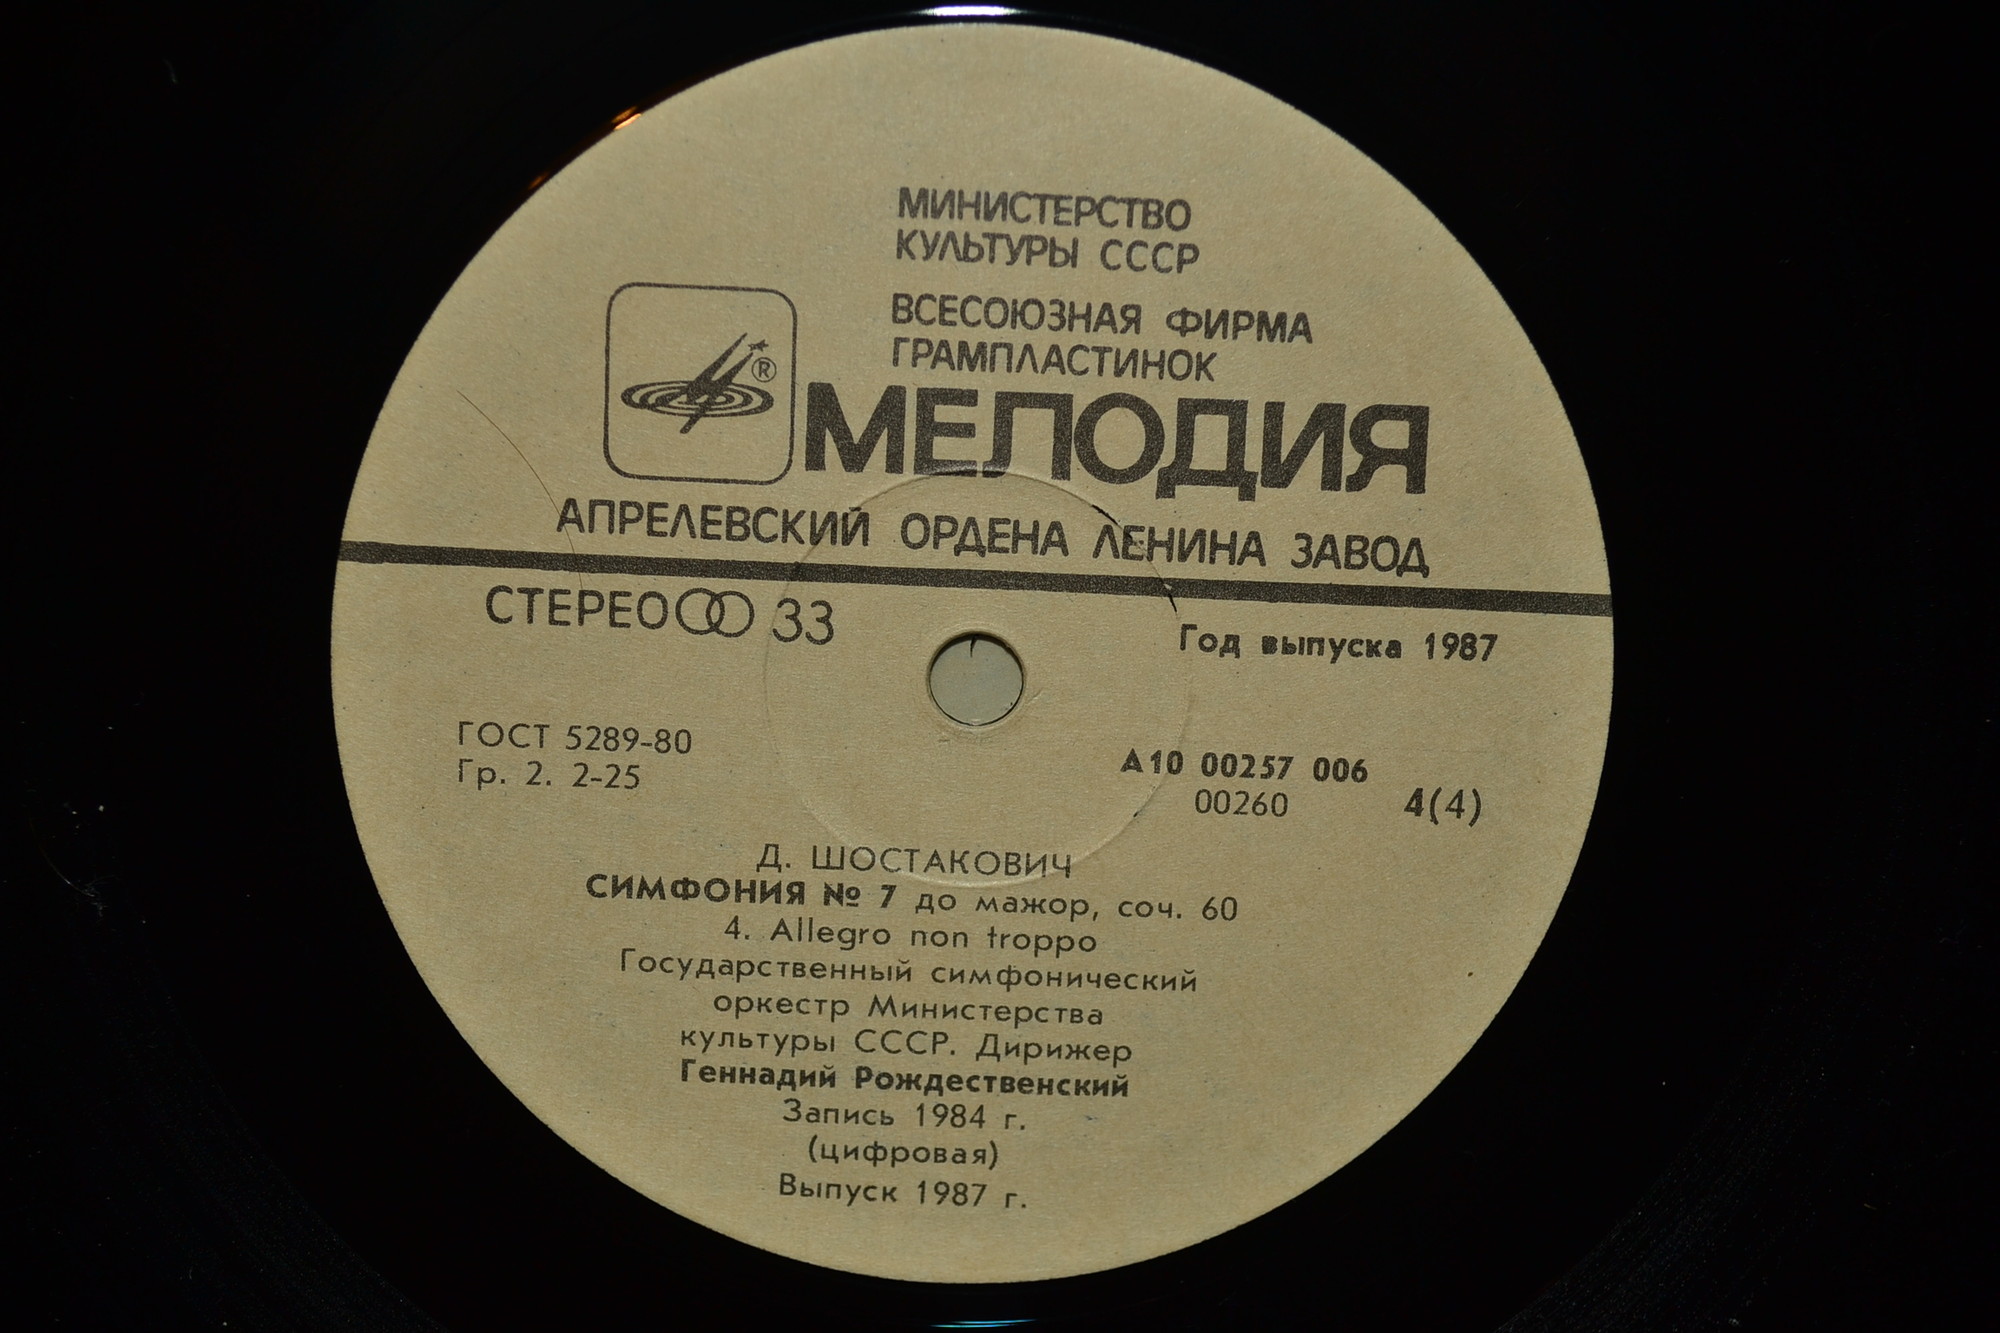 МИНИСТЕРСТВО
КУЛЬТУРЫ СССР
ВСЕСОЮЗНАЯ ФИРМА
ГРАМПЛАСТИНОК
®
МЕЛОДИЯ
АПРЕЛЕВСКИЙ ОРДЕНА ЛЕНИНА ЗАВОД
СТЕРЕО 33
Год выпуска 1987
ГОСТ 5289-80
Гр. 2. 2-25
А10 00257 006
00260 4(4)
Д. ШОСТАКОВИЧ
СИМФОНИЯ № 7 до мажор, соч. 60
4. Allegro non troppo
Государственный симфонический
оркестр Министерства
культуры СССР. Дирижер
Геннадий Рождественский
Запись 1984 г.
(цифровая)
Выпуск 1987 г.